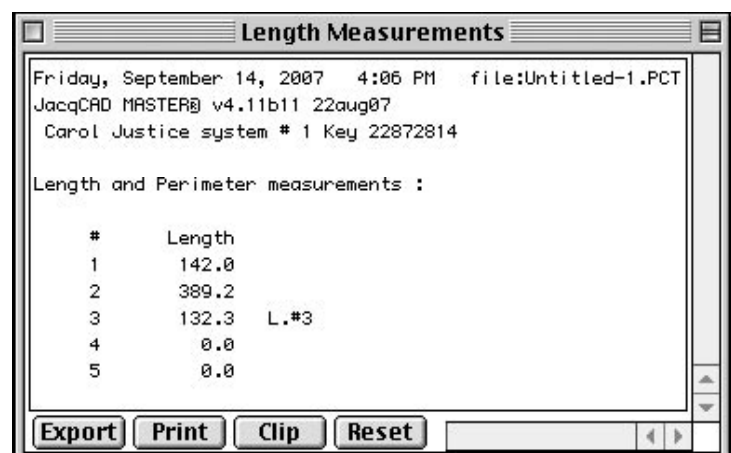 Length Measurements
Friday, September 14, 2007 4:06 PM file:Untitled-1.PCT
JacqCAD MASTER® v4.11b11 22aug07
Carol Justice system # 1 Key 22872814
Length and Perimeter measurements :
# Length
1 142.0
2 389.2
3 132.3 L.#3
4 0.0
5 0.0
Export Print Clip Reset